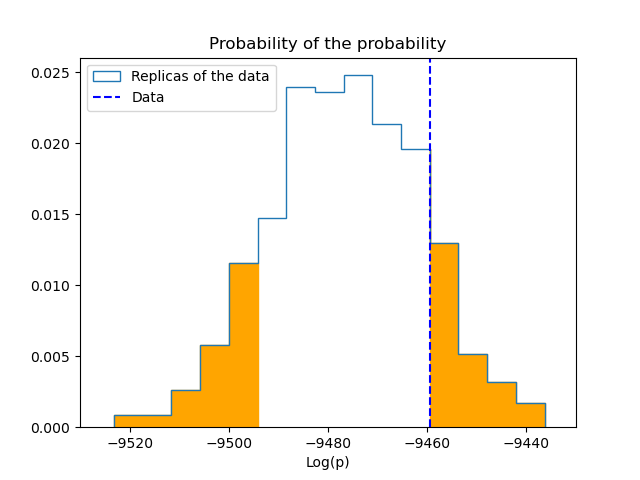 Probability of the probability
Replicas of the data
Data
0.025
0.020
0.015
0.010
0.005
0.000
−9520 −9500 −9480 −9460 −9440
Log(p)